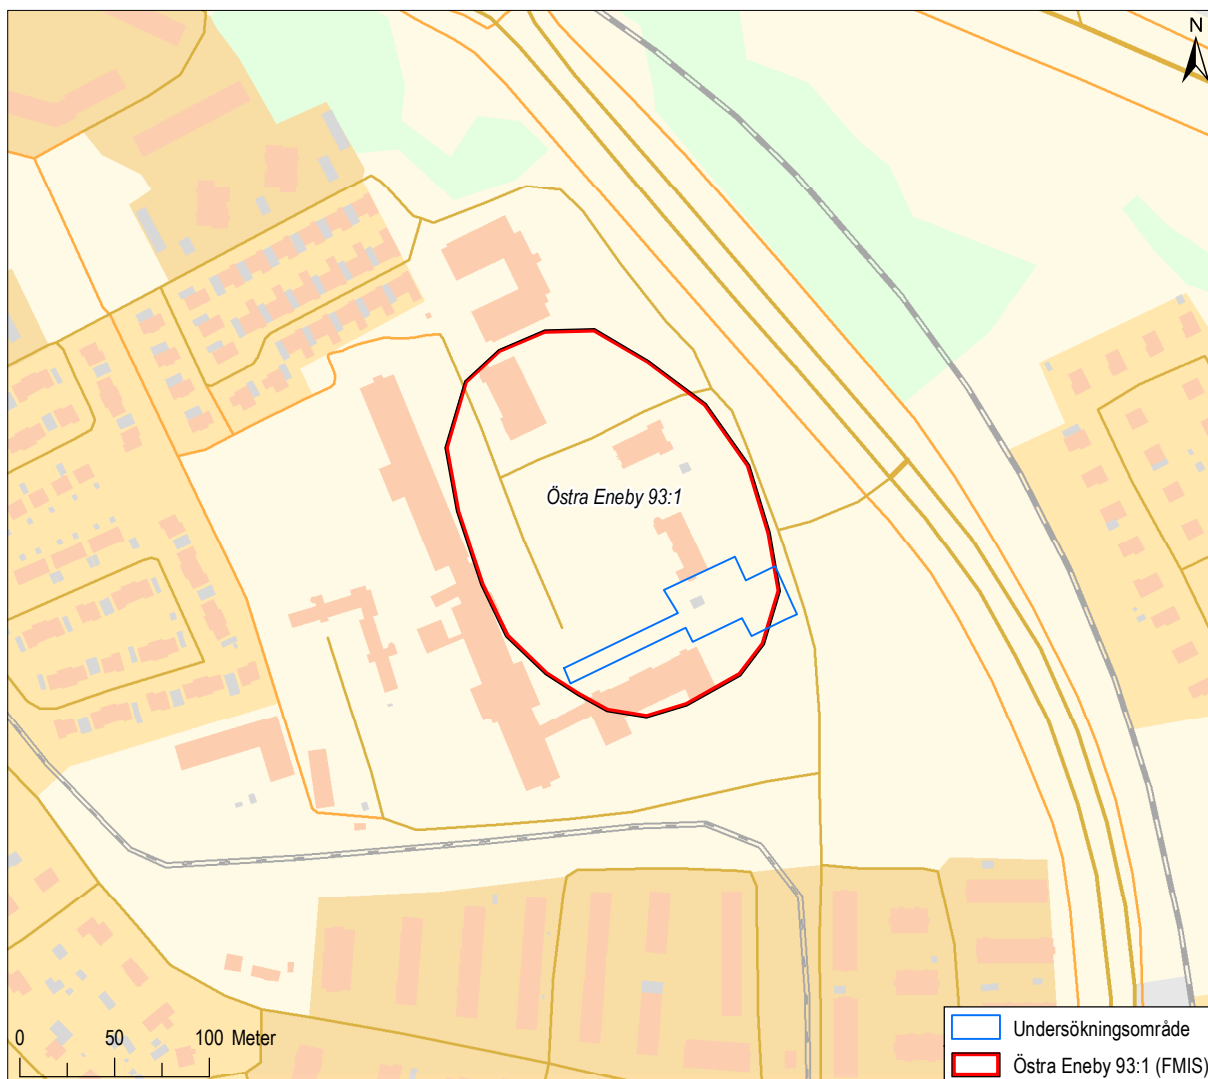 N
Östra Eneby 93:1
0 50 100 Meter
Undersökningsområde
Östra Eneby 93:1 (FMIS)